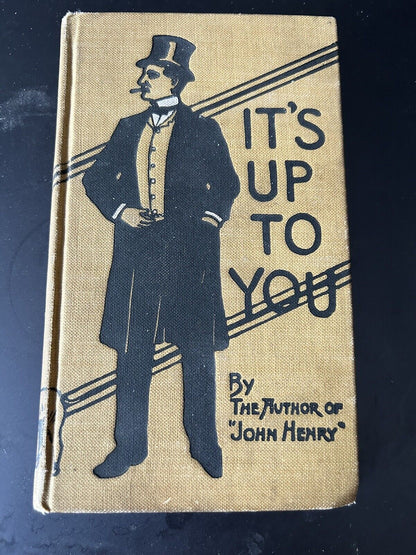 IT'S
UP
TO
YOU
BY
THE AUTHOR OF
"JOHN HENRY"